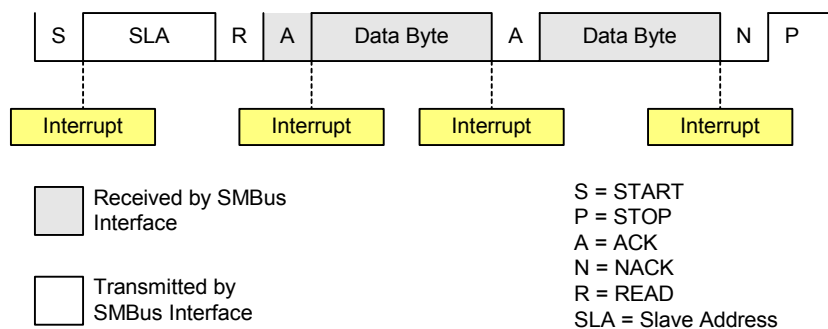 S SLA R A Data Byte A Data Byte N P
Interrupt Interrupt Interrupt Interrupt
Received by SMBus
Interface
Transmitted by
SMBus Interface
S = START
P = STOP
A = ACK
N = NACK
R = READ
SLA = Slave Address